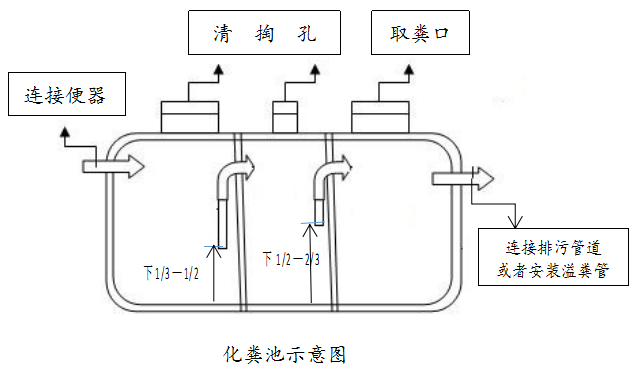 清 掏 孔
取粪口
连接便器
下1/3—1/2
下1/2—2/3
连接排污管道
或者安装溢粪管
化粪池示意图